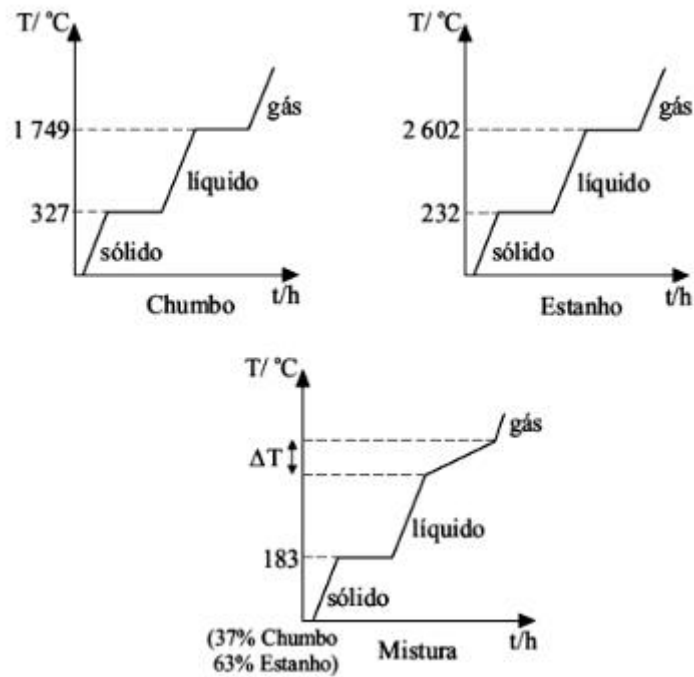 T/ °C
1 749
327
gás
líquido
sólido
t/h
Chumbo
T/ °C
2 602
232
gás
líquido
sólido
t/h
Estanho
T/ °C
ΔT
183
gás
líquido
sólido
t/h
(37% Chumbo
63% Estanho)
Mistura